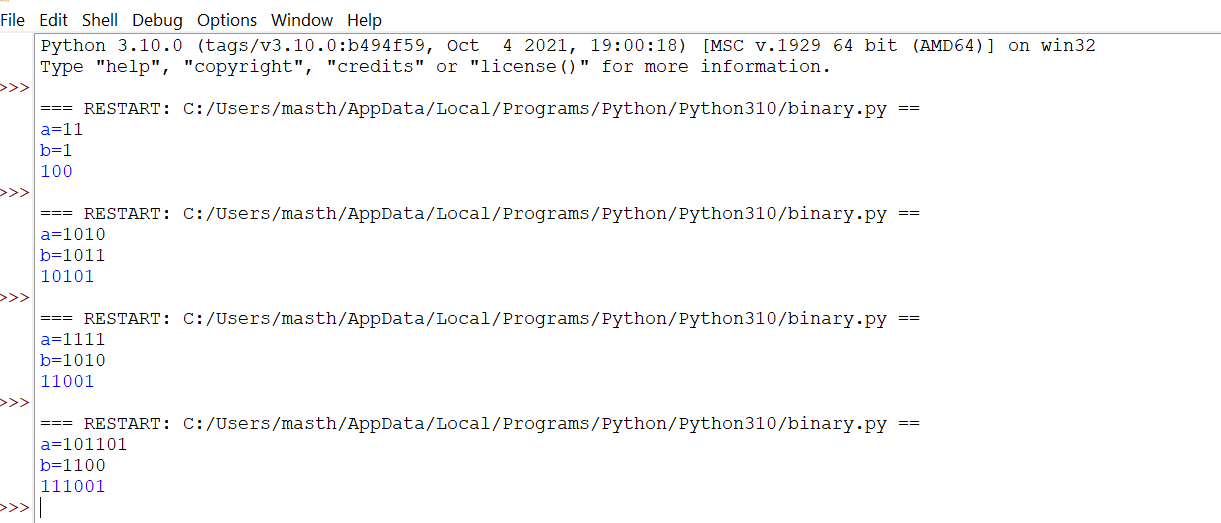 File Edit Shell Debug Options Window Help
Python 3.10.0 (tags/v3.10.0:b494f59, Oct  4 2021, 19:00:18) [MSC v.1929 64 bit (AMD64)] on win32
Type "help", "copyright", "credits" or "license()" for more information.
>>>
=== RESTART: C:/Users/masth/AppData/Local/Programs/Python/Python310/binary.py ==
a=11
b=1
100
>>>
=== RESTART: C:/Users/masth/AppData/Local/Programs/Python/Python310/binary.py ==
a=1010
b=1011
10101
>>>
=== RESTART: C:/Users/masth/AppData/Local/Programs/Python/Python310/binary.py ==
a=1111
b=1010
11001
>>>
=== RESTART: C:/Users/masth/AppData/Local/Programs/Python/Python310/binary.py ==
a=101101
b=1100
111001
>>>